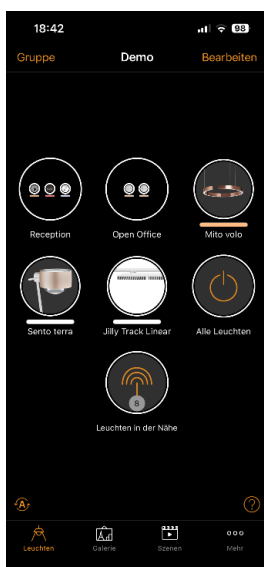 18:42
98
Gruppe
Demo
Bearbeiten
Reception
Open Office
Mito volo
Sento terra
Jilly Track Linear
Alle Leuchten
8
Leuchten in der Nähe
A
?
Leuchten
Galerie
Szenen
Mehr